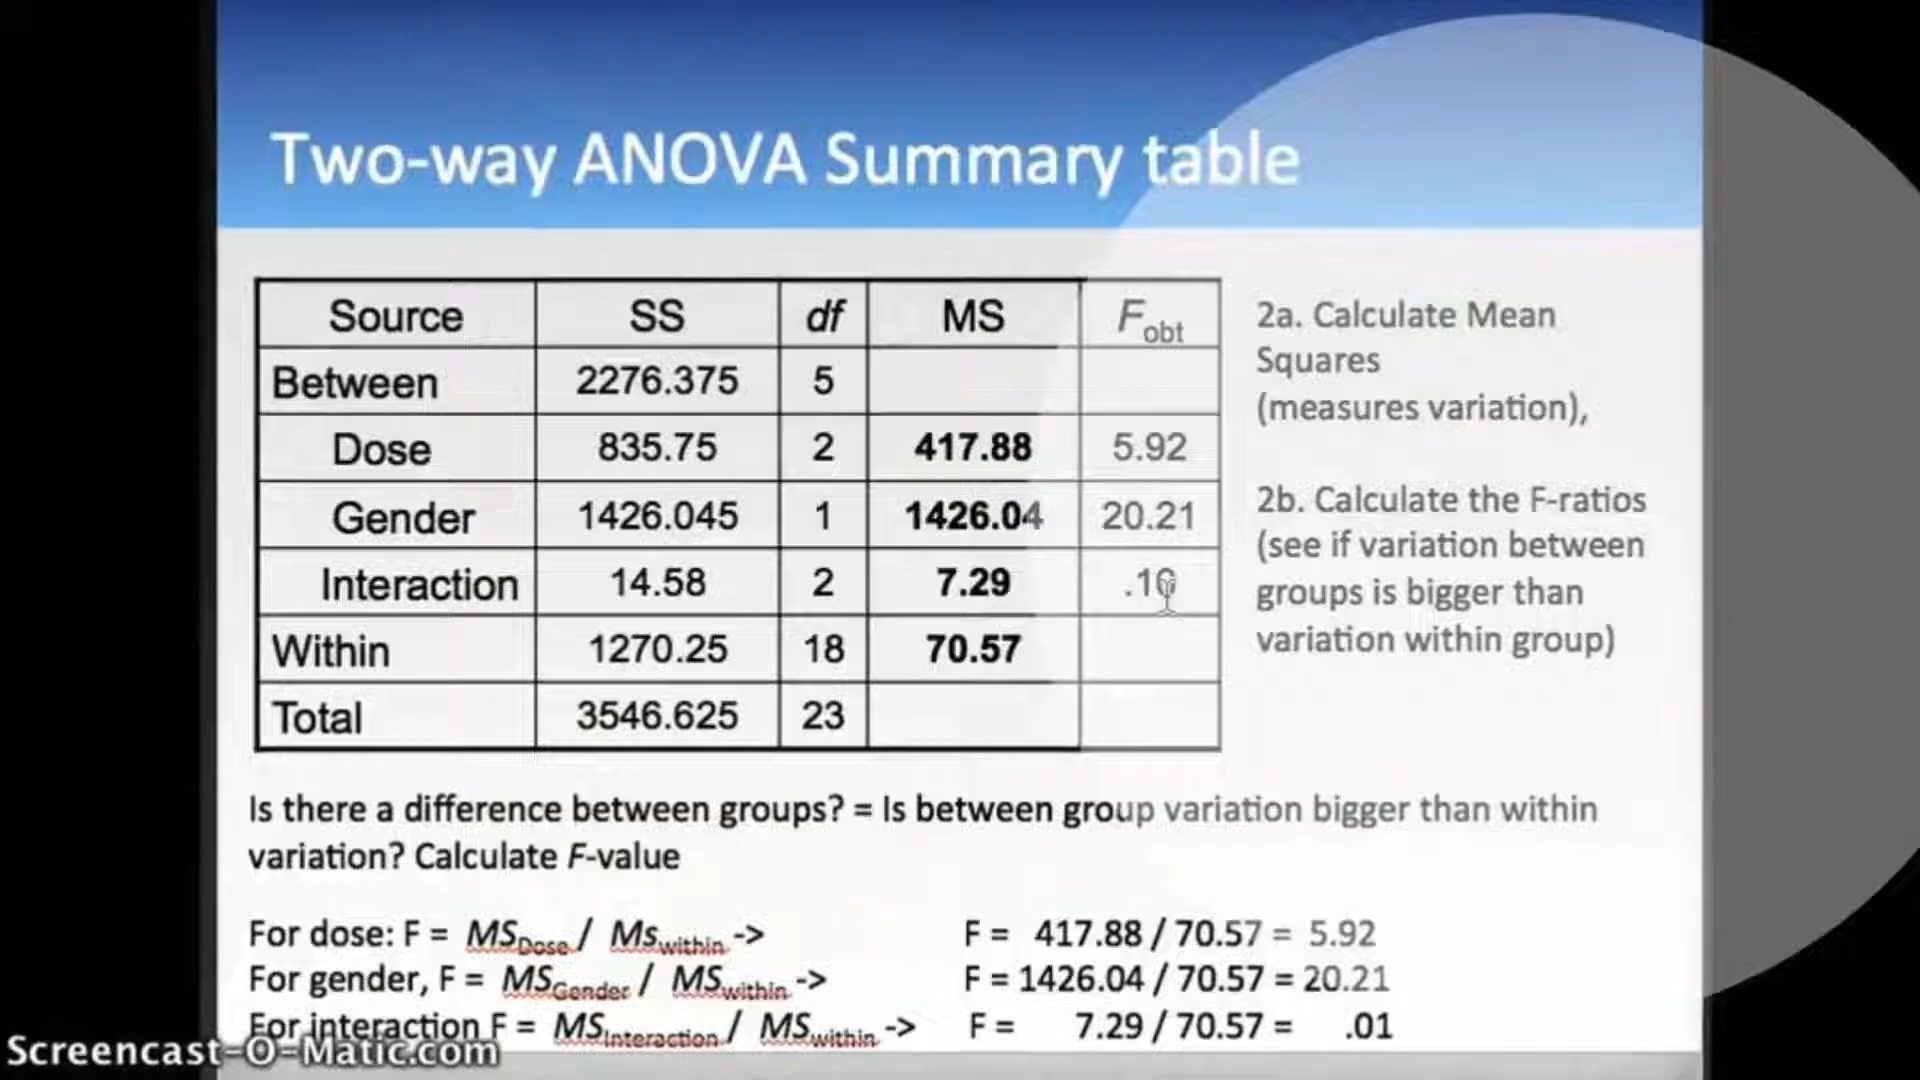 Two-way ANOVA Summary table
Source SS df MS Fobt
Between 2276.375 5
Dose 835.75 2 417.88 5.92
Gender 1426.045 1 1426.04 20.21
Interaction 14.58 2 7.29 .10
Within 1270.25 18 70.57
Total 3546.625 23
2a. Calculate Mean
Squares
(measures variation),
2b. Calculate the F-ratios
(see if variation between
groups is bigger than
variation within group)
Is there a difference between groups? = Is between group variation bigger than within
variation? Calculate F-value
For dose: F = MSDose / Mswithin -> F = 417.88 / 70.57 = 5.92
For gender, F = MSGender / MSwithin -> F = 1426.04 / 70.57 = 20.21
For interaction F = MSInteraction / MSwithin -> F = 7.29 / 70.57 = .01
Screencast-O-Matic.com